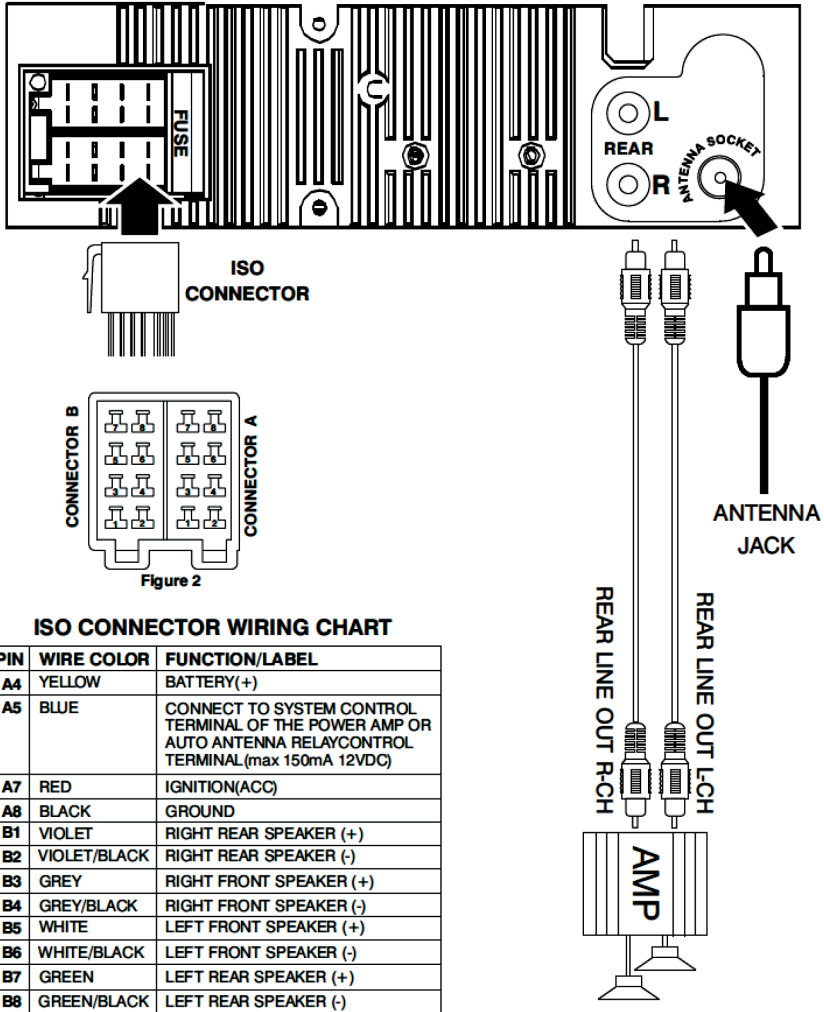 FUSE
L
REAR
R
ANTENNA SOCKET
ISO
CONNECTOR
CONNECTOR B
7 8 7 8
5 6 5 6
3 4 3 4
1 2 1 2
CONNECTOR A
Figure 2
ANTENNA
JACK
REAR LINE OUT R-CH
REAR LINE OUT L-CH
AMP
ISO CONNECTOR WIRING CHART
PIN WIRE COLOR FUNCTION/LABEL
A4 YELLOW BATTERY(+)
A5 BLUE CONNECT TO SYSTEM CONTROL
TERMINAL OF THE POWER AMP OR
AUTO ANTENNA RELAYCONTROL
TERMINAL(max 150mA 12VDC)
A7 RED IGNITION(ACC)
A8 BLACK GROUND
B1 VIOLET RIGHT REAR SPEAKER (+)
B2 VIOLET/BLACK RIGHT REAR SPEAKER (-)
B3 GREY RIGHT FRONT SPEAKER (+)
B4 GREY/BLACK RIGHT FRONT SPEAKER (-)
B5 WHITE LEFT FRONT SPEAKER (+)
B6 WHITE/BLACK LEFT FRONT SPEAKER (-)
B7 GREEN LEFT REAR SPEAKER (+)
B8 GREEN/BLACK LEFT REAR SPEAKER (-)